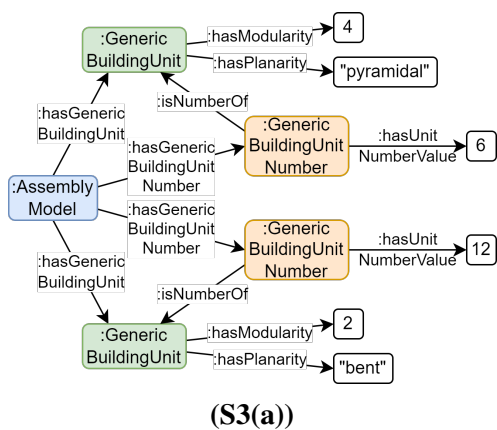 :Generic
BuildingUnit
:hasModularity
4
:hasPlanarity
"pyramidal"
:hasGeneric
BuildingUnit
:isNumberOf
:Generic
BuildingUnit
Number
:hasUnit
NumberValue
6
:hasGeneric
BuildingUnit
Number
:Assembly
Model
:hasGeneric
BuildingUnit
Number
:Generic
BuildingUnit
Number
:hasUnit
NumberValue
12
:hasGeneric
BuildingUnit
:isNumberOf
:Generic
BuildingUnit
:hasModularity
2
:hasPlanarity
"bent"
(S3(a))